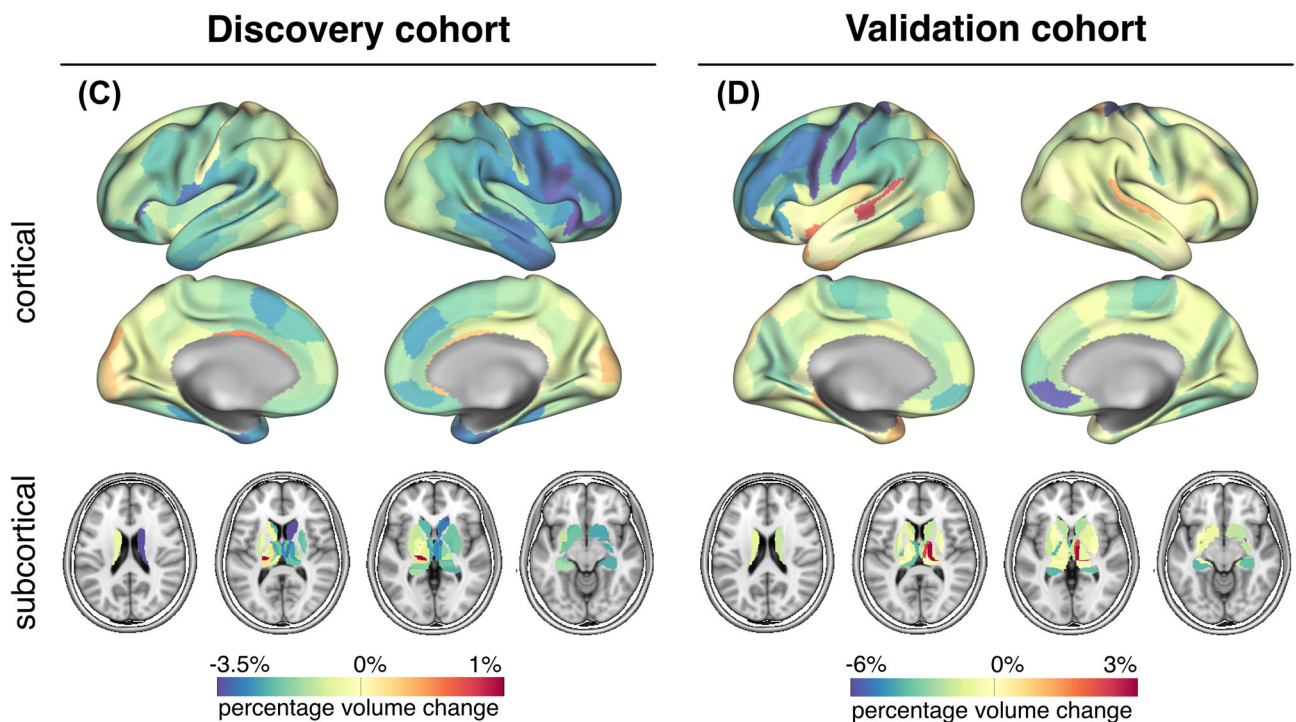 Discovery cohort
Validation cohort
(C)
(D)
cortical
subcortical
-3.5% 0% 1%
percentage volume change
-6% 0% 3%
percentage volume change